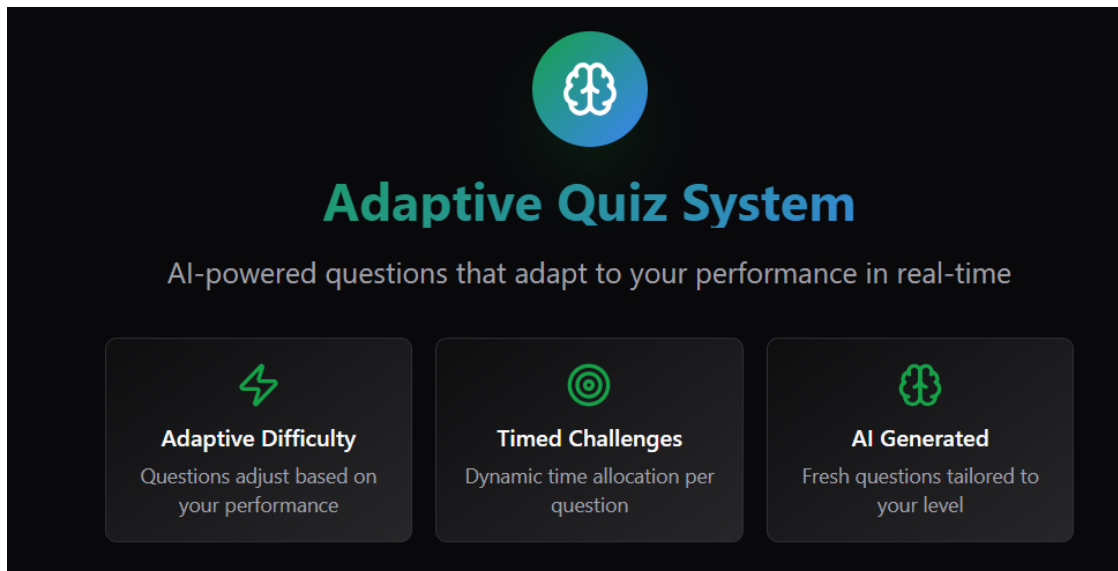 Adaptive Quiz System
AI-powered questions that adapt to your performance in real-time
Adaptive Difficulty
Questions adjust based on
your performance
Timed Challenges
Dynamic time allocation per
question
AI Generated
Fresh questions tailored to
your level